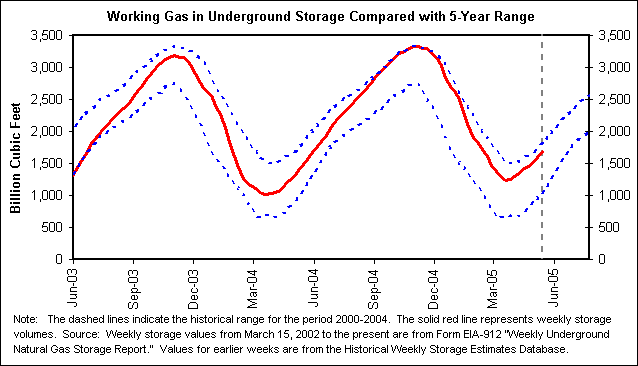 Working Gas in Underground Storage Compared with 5-Year Range
3,500 3,500
3,000 3,000
2,500 2,500
2,000 2,000
1,500 1,500
1,000 1,000
500 500
0 0
Billion Cubic Feet
Jun-03 Sep-03 Dec-03 Mar-04 Jun-04 Sep-04 Dec-04 Mar-05 Jun-05
Note: The dashed lines indicate the historical range for the period 2000-2004. The solid red line represents weekly storage
volumes. Source: Weekly storage values from March 15, 2002 to the present are from Form EIA-912 "Weekly Underground
Natural Gas Storage Report." Values for earlier weeks are from the Historical Weekly Storage Estimates Database.